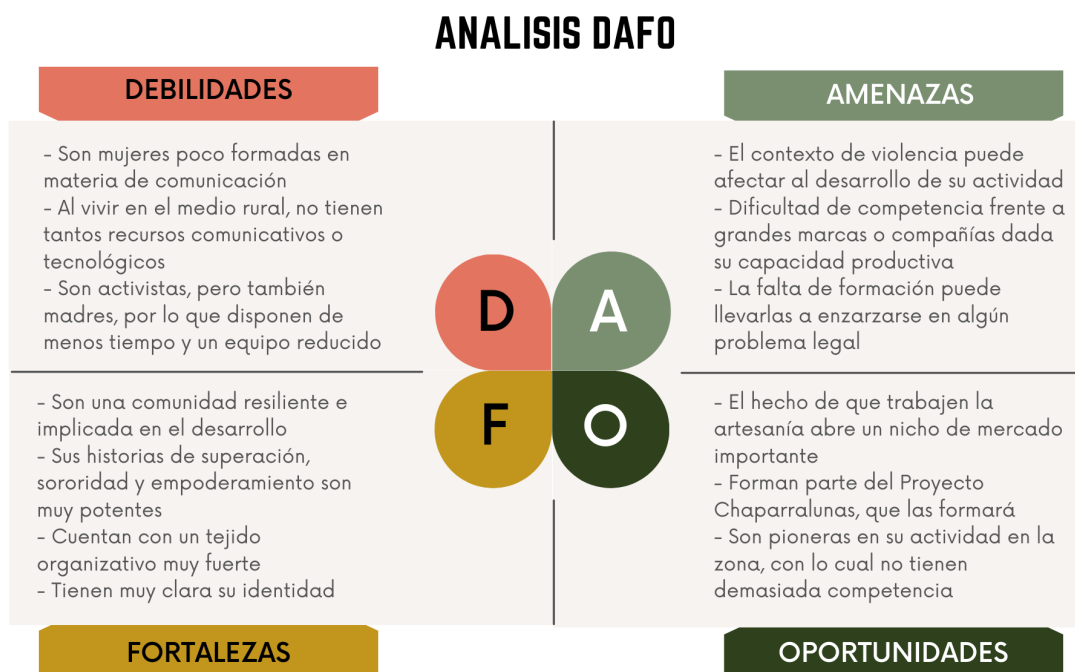 ANALISIS DAFO
DEBILIDADES
- Son mujeres poco formadas en
materia de comunicación
- Al vivir en el medio rural, no tienen
tantos recursos comunicativos o
tecnológicos
- Son activistas, pero también
madres, por lo que disponen de
menos tiempo y un equipo reducido
AMENAZAS
- El contexto de violencia puede
afectar al desarrollo de su actividad
- Dificultad de competencia frente a
grandes marcas o compañías dada
su capacidad productiva
- La falta de formación puede
llevarlas a enzarzarse en algún
problema legal
D
A
F
O
- Son una comunidad resiliente e
implicada en el desarrollo
- Sus historias de superación,
sororidad y empoderamiento son
muy potentes
- Cuentan con un tejido
organizativo muy fuerte
- Tienen muy clara su identidad
FORTALEZAS
- El hecho de que trabajen la
artesanía abre un nicho de mercado
importante
- Forman parte del Proyecto
Chaparralunas, que las formará
- Son pioneras en su actividad en la
zona, con lo cual no tienen
demasiada competencia
OPORTUNIDADES